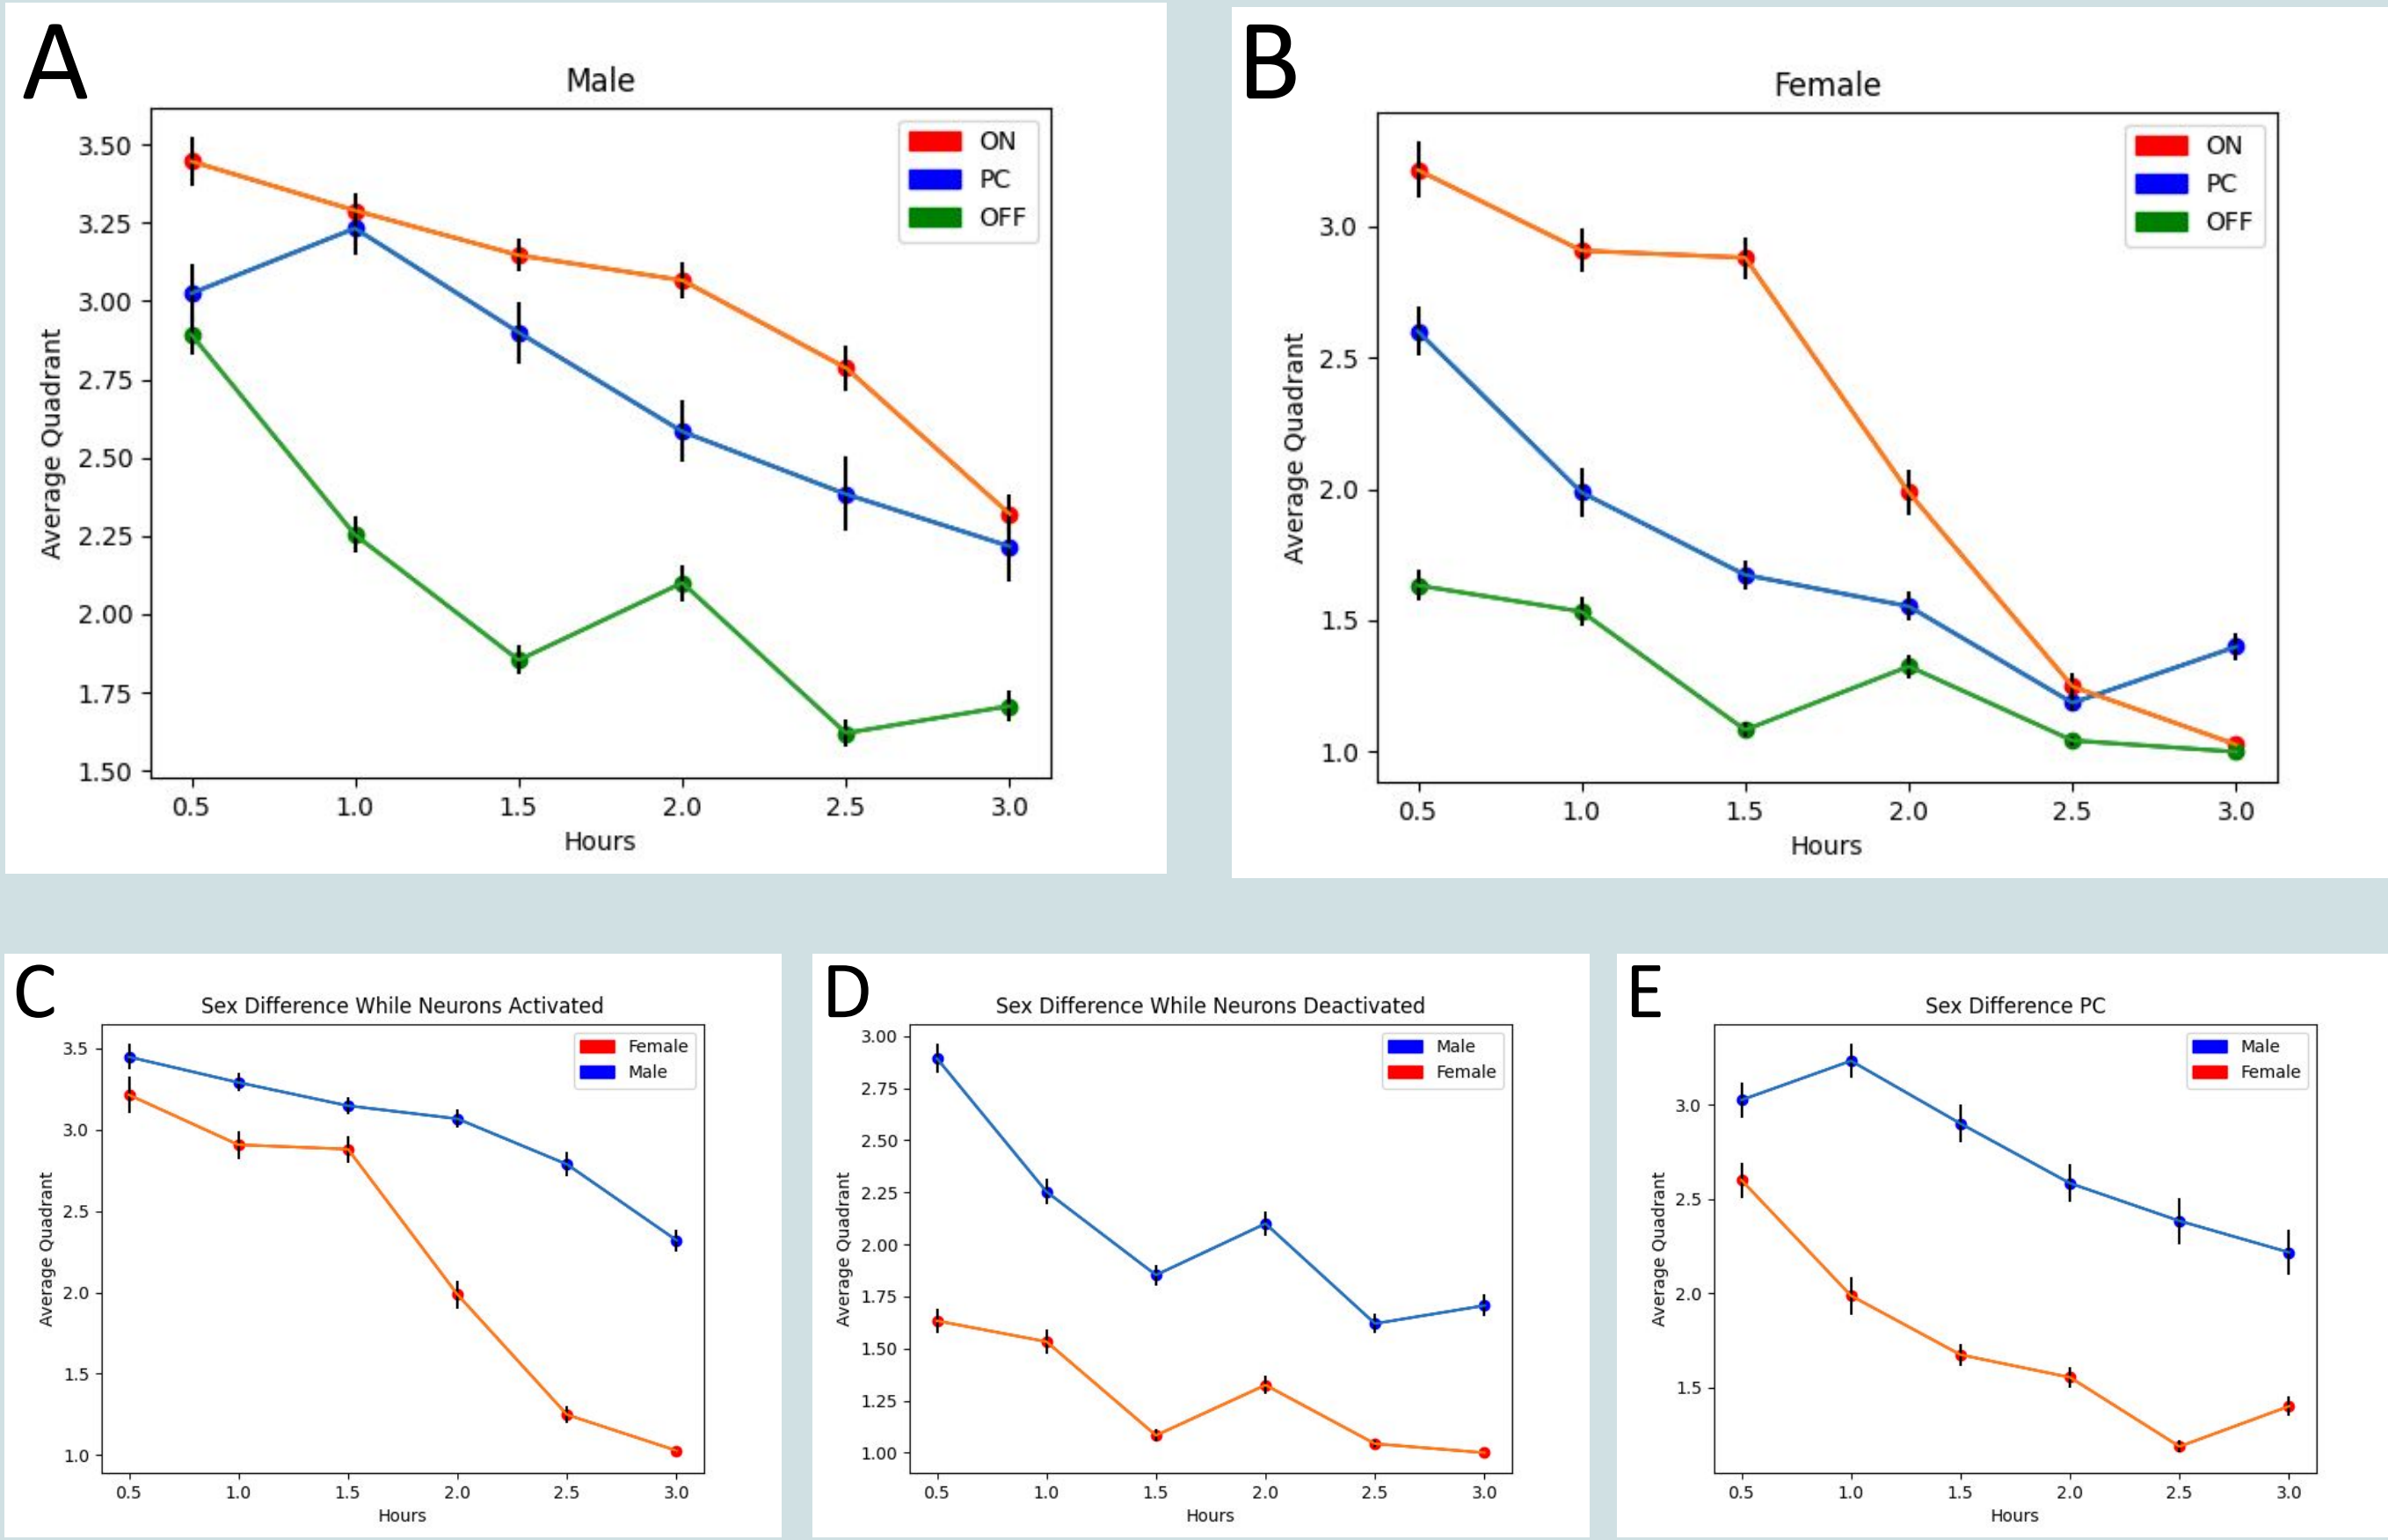 A
Male
3.50
3.25
3.00
2.75
2.50
2.25
2.00
1.75
1.50
Average Quadrant
ON
PC
OFF
0.5 1.0 1.5 2.0 2.5 3.0
Hours
B
Female
3.0
2.5
2.0
1.5
1.0
Average Quadrant
ON
PC
OFF
0.5 1.0 1.5 2.0 2.5 3.0
Hours
C
Sex Difference While Neurons Activated
3.5
3.0
2.5
2.0
1.5
1.0
Average Quadrant
Female
Male
0.5 1.0 1.5 2.0 2.5 3.0
Hours
D
Sex Difference While Neurons Deactivated
3.00
2.75
2.50
2.25
2.00
1.75
1.50
1.25
1.00
Average Quadrant
Male
Female
0.5 1.0 1.5 2.0 2.5 3.0
Hours
E
Sex Difference PC
3.0
2.5
2.0
1.5
Average Quadrant
Male
Female
0.5 1.0 1.5 2.0 2.5 3.0
Hours